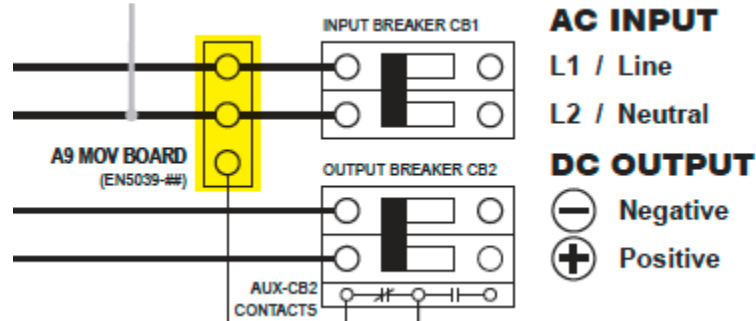 INPUT BREAKER CB1
AC INPUT
L1 / Line
L2 / Neutral
A9 MOV BOARD
(EN5039-##)
OUTPUT BREAKER CB2
DC OUTPUT
Negative
Positive
AUX-CB2
CONTACTS